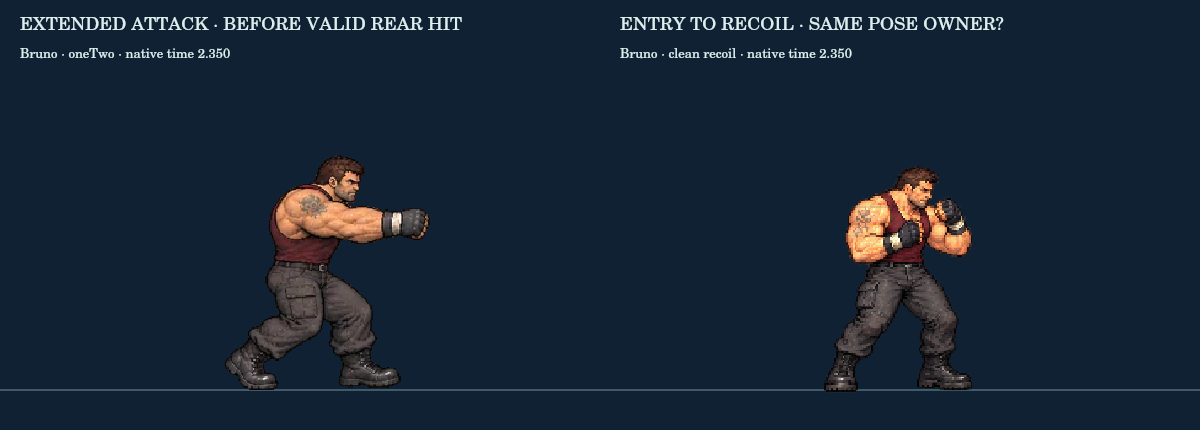 EXTENDED ATTACK · BEFORE VALID REAR HIT
Bruno · oneTwo · native time 2.350
ENTRY TO RECOIL · SAME POSE OWNER?
Bruno · clean recoil · native time 2.350